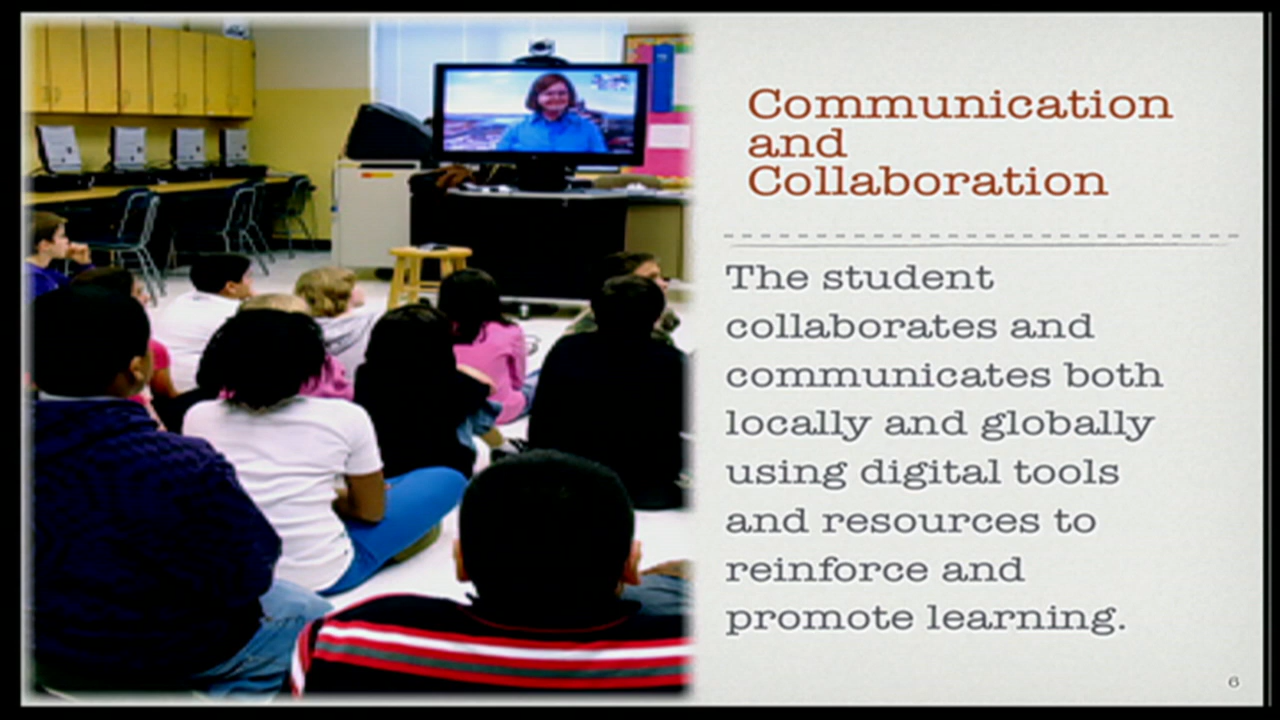 Communication
and
Collaboration
The student
collaborates and
communicates both
locally and globally
using digital tools
and resources to
reinforce and
promote learning.
6